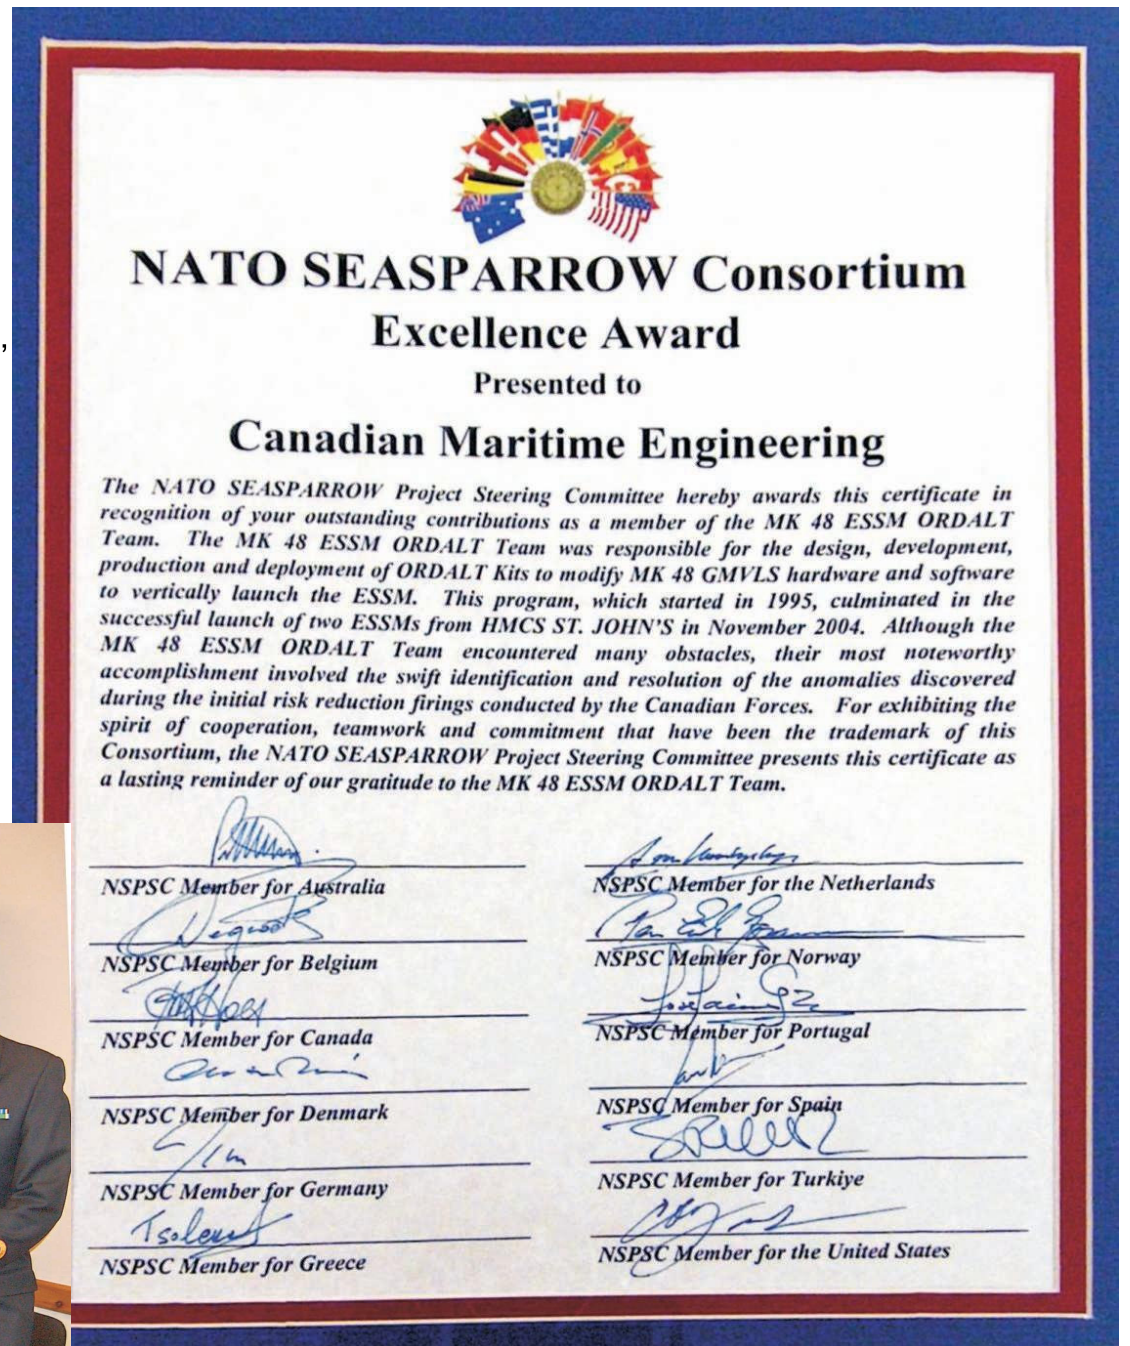 NATO SEASPARROW Consortium
Excellence Award
Presented to
Canadian Maritime Engineering
The NATO SEASPARROW Project Steering Committee hereby awards this certificate in
recognition of your outstanding contributions as a member of the MK 48 ESSM ORDALT
Team. The MK 48 ESSM ORDALT Team was responsible for the design, development,
production and deployment of ORDALT Kits to modify MK 48 GMVLS hardware and software
to vertically launch the ESSM. This program, which started in 1995, culminated in the
successful launch of two ESSMs from HMCS ST. JOHN'S in November 2004. Although the
MK 48 ESSM ORDALT Team encountered many obstacles, their most noteworthy
accomplishment involved the swift identification and resolution of the anomalies discovered
during the initial risk reduction firings conducted by the Canadian Forces. For exhibiting the
spirit of cooperation, teamwork and commitment that have been the trademark of this
Consortium, the NATO SEASPARROW Project Steering Committee presents this certificate as
a lasting reminder of our gratitude to the MK 48 ESSM ORDALT Team.
NSPSC Member for Australia
NSPSC Member for Belgium
NSPSC Member for Canada
NSPSC Member for Denmark
NSPSC Member for Germany
NSPSC Member for Greece
NSPSC Member for the Netherlands
NSPSC Member for Norway
NSPSC Member for Portugal
NSPSC Member for Spain
NSPSC Member for Turkiye
NSPSC Member for the United States